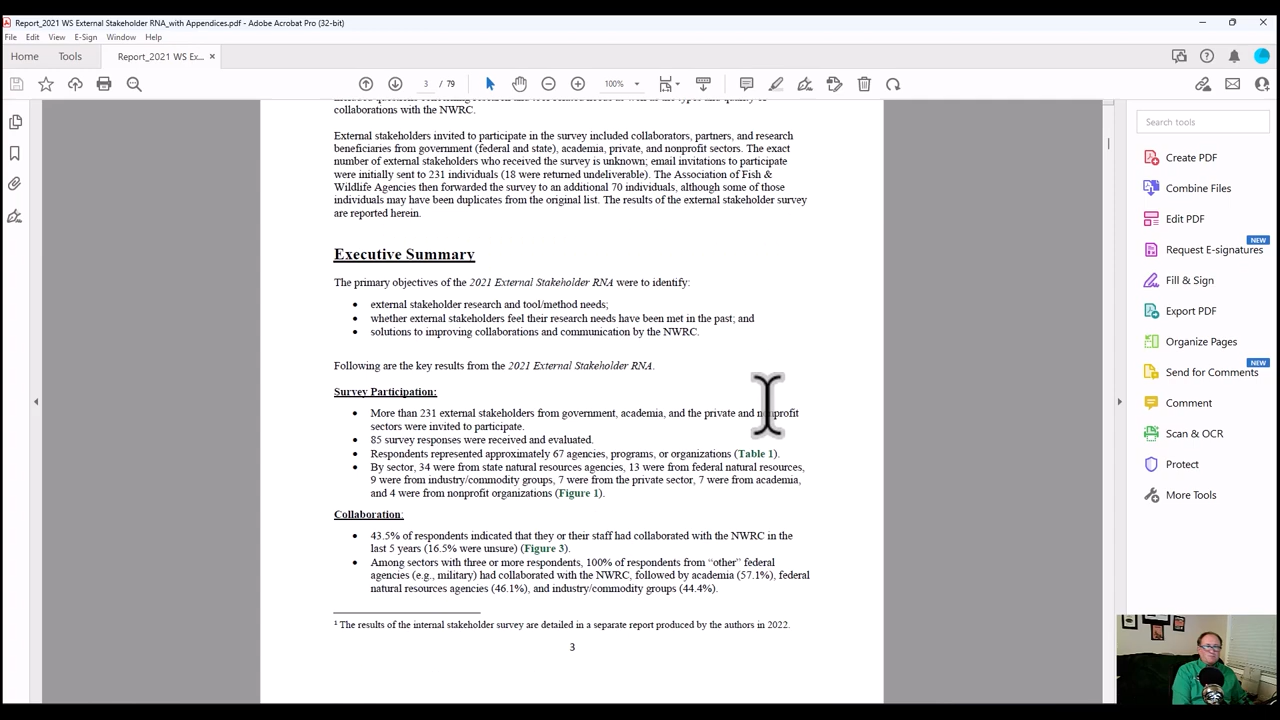 Report_2021 WS External Stakeholder RNA_with Appendices.pdf - Adobe Acrobat Pro (32-bit)
File Edit View E-Sign Window Help
Home Tools Report_2021 WS Ex... ×
3 / 79 100%
collaborations with the NWRC.
External stakeholders invited to participate in the survey included collaborators, partners, and research
beneficiaries from government (federal and state), academia, private, and nonprofit sectors. The exact
number of external stakeholders who received the survey is unknown; email invitations to participate
were initially sent to 231 individuals (18 were returned undeliverable). The Association of Fish &
Wildlife Agencies then forwarded the survey to an additional 70 individuals, although some of those
individuals may have been duplicates from the original list. The results of the external stakeholder survey
are reported herein.
Executive Summary
The primary objectives of the 2021 External Stakeholder RNA were to identify:
• external stakeholder research and tool/method needs;
• whether external stakeholders feel their research needs have been met in the past; and
• solutions to improving collaborations and communication by the NWRC.
Following are the key results from the 2021 External Stakeholder RNA.
Survey Participation:
• More than 231 external stakeholders from government, academia, and the private and nonprofit
sectors were invited to participate.
• 85 survey responses were received and evaluated.
• Respondents represented approximately 67 agencies, programs, or organizations (Table 1).
• By sector, 34 were from state natural resources agencies, 13 were from federal natural resources,
9 were from industry/commodity groups, 7 were from the private sector, 7 were from academia,
and 4 were from nonprofit organizations (Figure 1).
Collaboration:
• 43.5% of respondents indicated that they or their staff had collaborated with the NWRC in the
last 5 years (16.5% were unsure) (Figure 3).
• Among sectors with three or more respondents, 100% of respondents from “other” federal
agencies (e.g., military) had collaborated with the NWRC, followed by academia (57.1%), federal
natural resources agencies (46.1%), and industry/commodity groups (44.4%).
1 The results of the internal stakeholder survey are detailed in a separate report produced by the authors in 2022.
3
Search tools
Create PDF
Combine Files
Edit PDF
NEW
Request E-signatures
Fill & Sign
Export PDF
Organize Pages
NEW
Send for Comments
Comment
Scan & OCR
Protect
More Tools